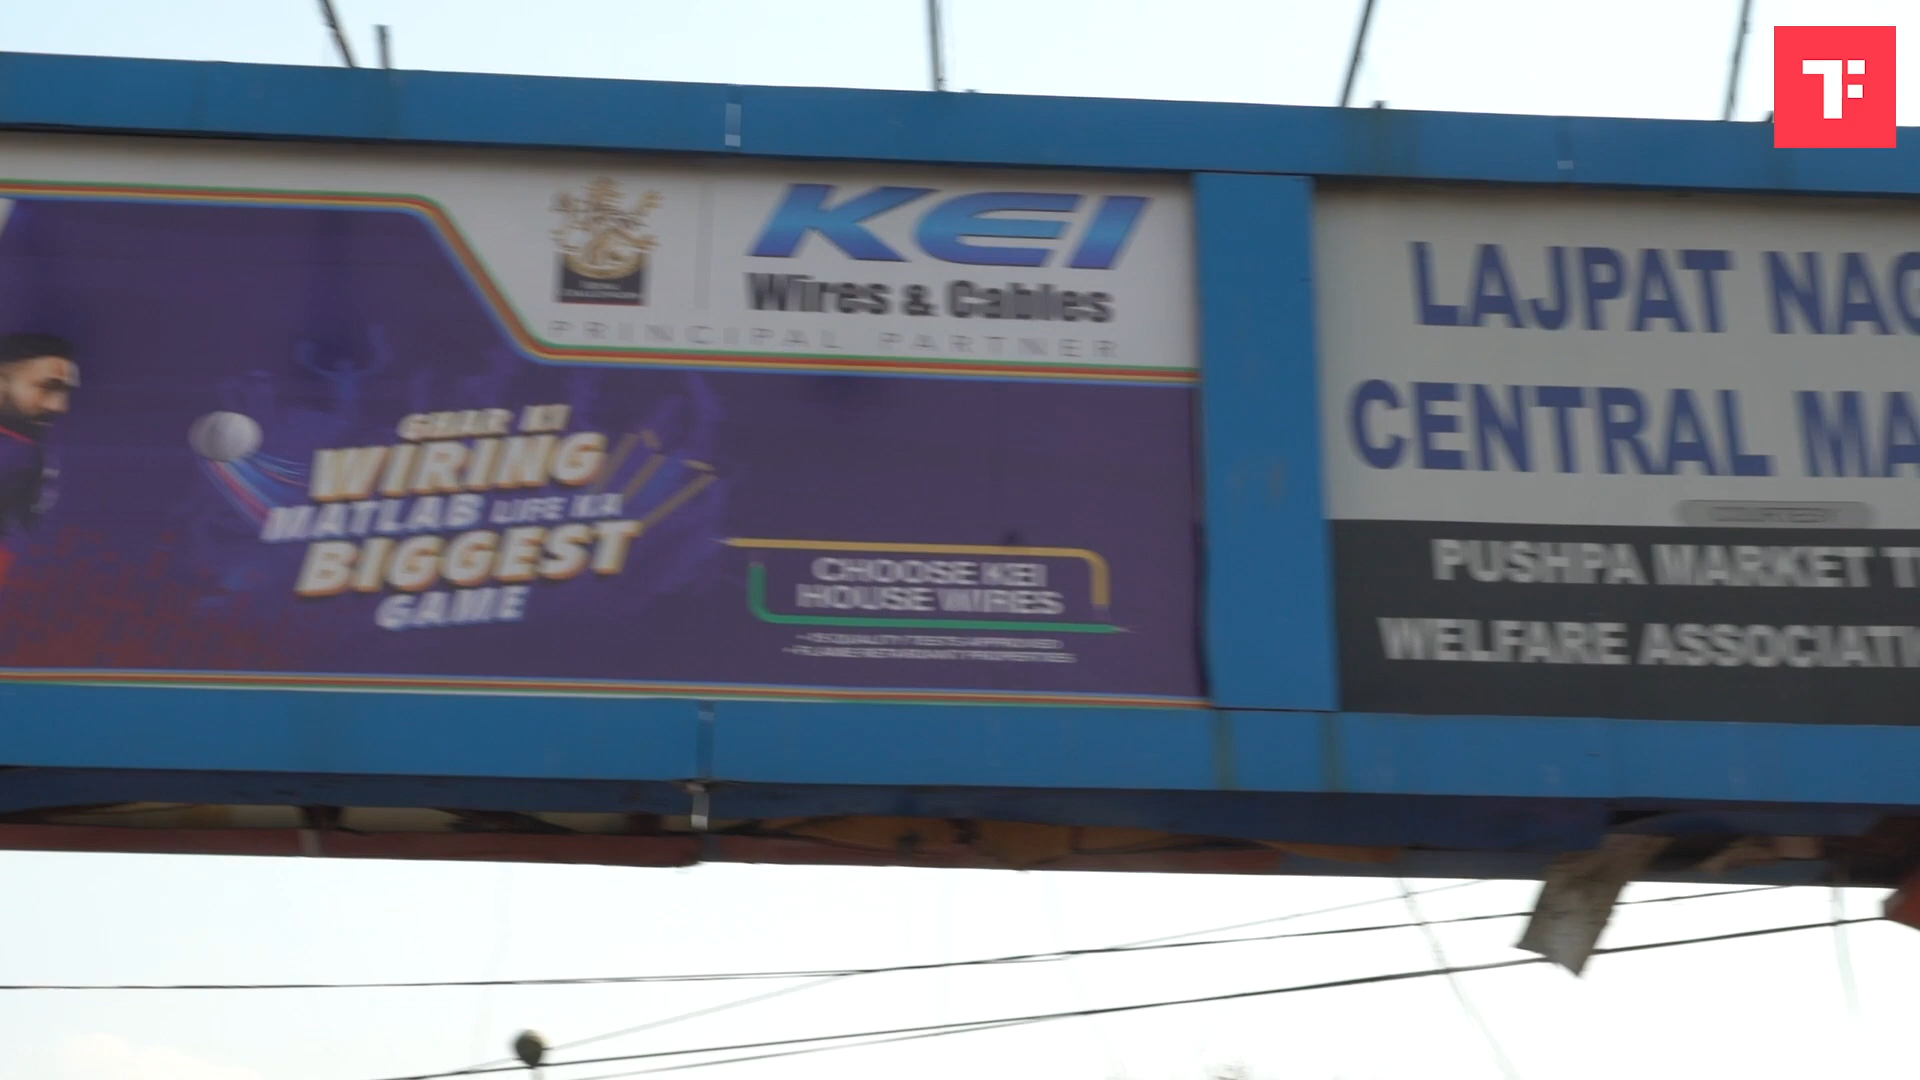 KEI
Wires & Cables
PRINCIPAL PARTNER
GHAR KI
WIRING
MATLAB LIFE KA
BIGGEST
GAME
CHOOSE KEI
HOUSE WIRES
LAJPAT NAG
CENTRAL MA
COURTESY
PUSHPA MARKET T
WELFARE ASSOCIATI